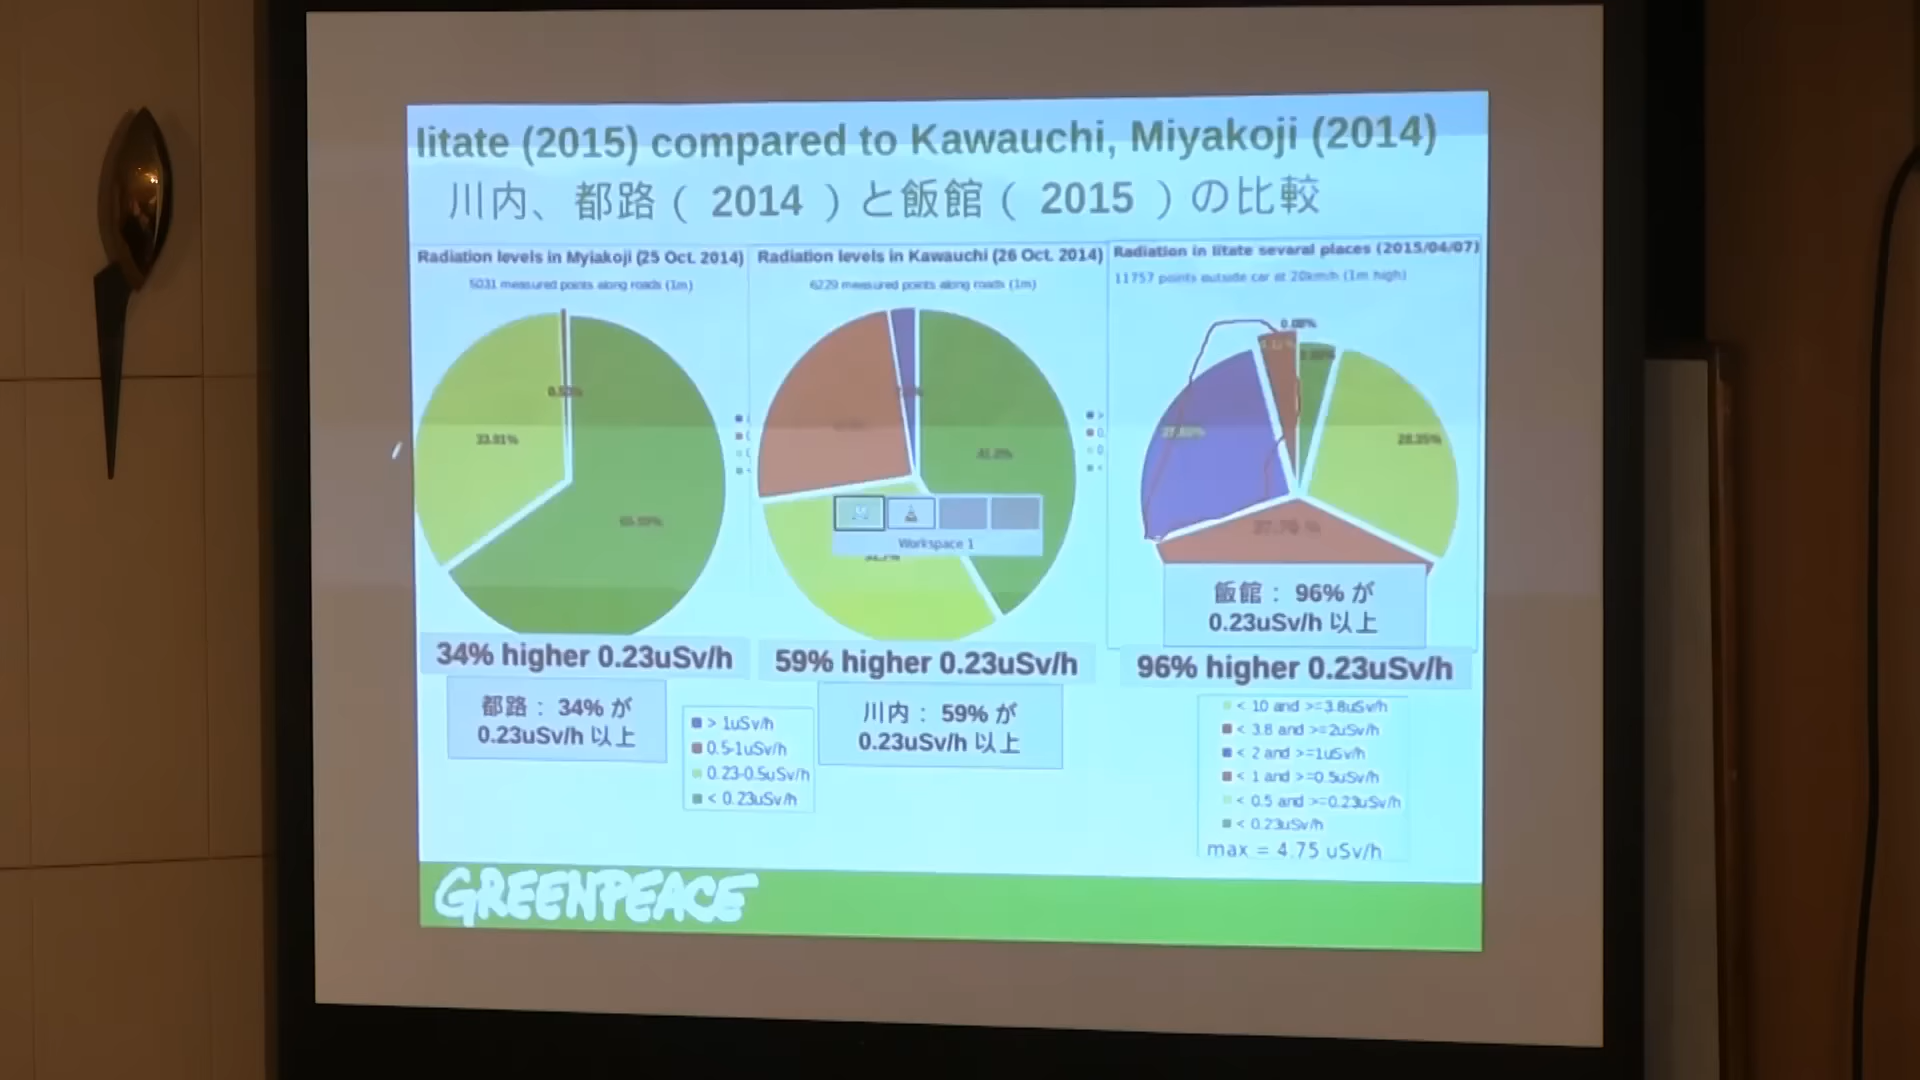 Iitate (2015) compared to Kawauchi, Miyakoji (2014)
川内、都路（ 2014 ）と飯館（ 2015 ）の比較
Radiation levels in Myiakoji (25 Oct. 2014)
5031 measured points along roads (1m)
33.91%
Radiation levels in Kawauchi (26 Oct. 2014)
6229 measured points along roads (1m)
Radiation in Iitate sevaral places (2015/04/07)
11757 points outside car at 20km/h (1m high)
0.08%
28.35%
Workspace 1
飯館： 96% が
0.23uSv/h 以上
34% higher 0.23uSv/h
59% higher 0.23uSv/h
96% higher 0.23uSv/h
都路： 34% が
0.23uSv/h 以上
> 1uSv/h
0.5-1uSv/h
0.23-0.5uSv/h
< 0.23uSv/h
川内： 59% が
0.23uSv/h 以上
< 10 and >=3.8uSv/h
< 3.8 and >=2uSv/h
< 2 and >=1uSv/h
< 1 and >=0.5uSv/h
< 0.5 and >=0.23uSv/h
< 0.23uSv/h
max = 4.75 uSv/h
GREENPEACE